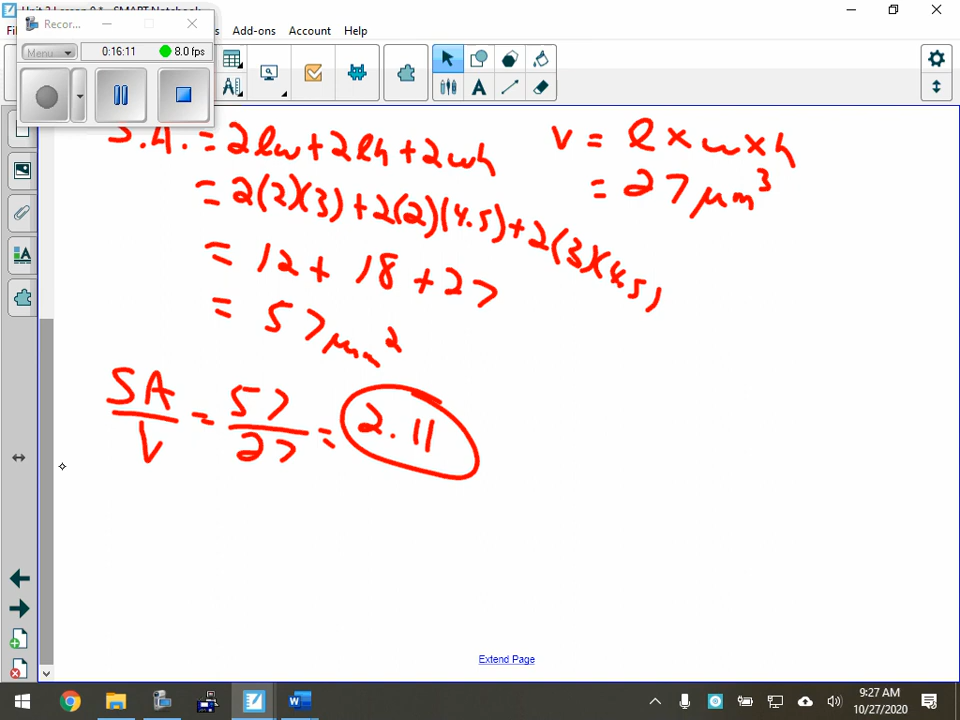 Recor...
Menu
0:16:11
8.0 fps
Add-ons Account Help
S.A. = 2lw + 2lh + 2wh
= 2(2)(3) + 2(2)(4.5) + 2(3)(4.5)
= 12 + 18 + 27
= 57 μm²
V = l × w × h
= 27 μm³
SA/V = 57/27 = 2.11
Extend Page
9:27 AM
10/27/2020